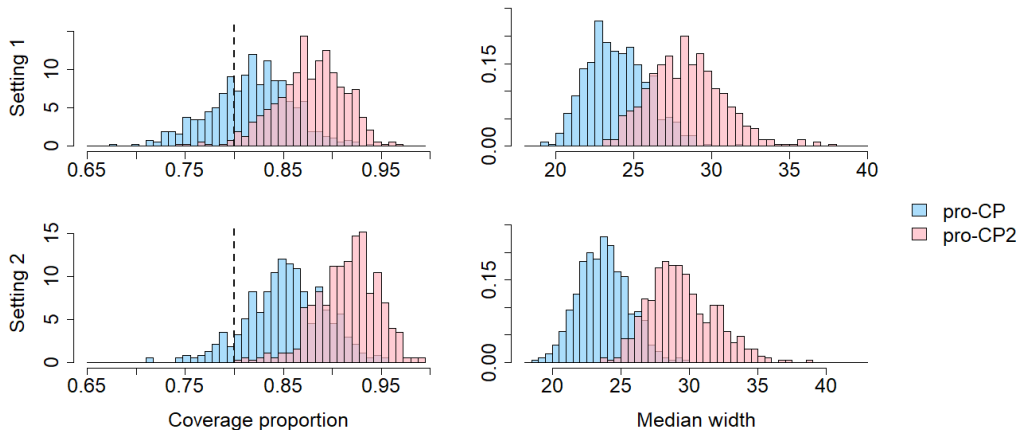 Setting 1
0 5 10
0.65 0.75 0.85 0.95
0.00 0.15
20 25 30 35 40
pro-CP
pro-CP2
Setting 2
0 5 10 15
0.65 0.75 0.85 0.95
Coverage proportion
0.00 0.15
20 25 30 35 40
Median width